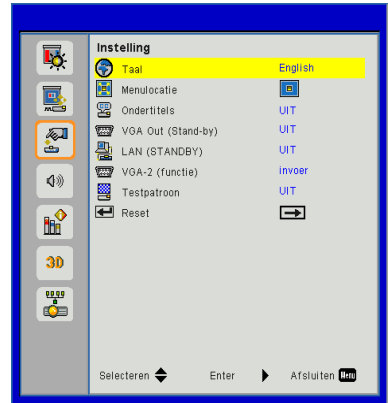 Instelling
Taal English
Menulocatie
Ondertitels UIT
VGA Out (Stand-by) UIT
LAN (STANDBY) UIT
VGA-2 (functie) invoer
Testpatroon UIT
Reset
3D
Selecteren Enter Afsluiten Menu